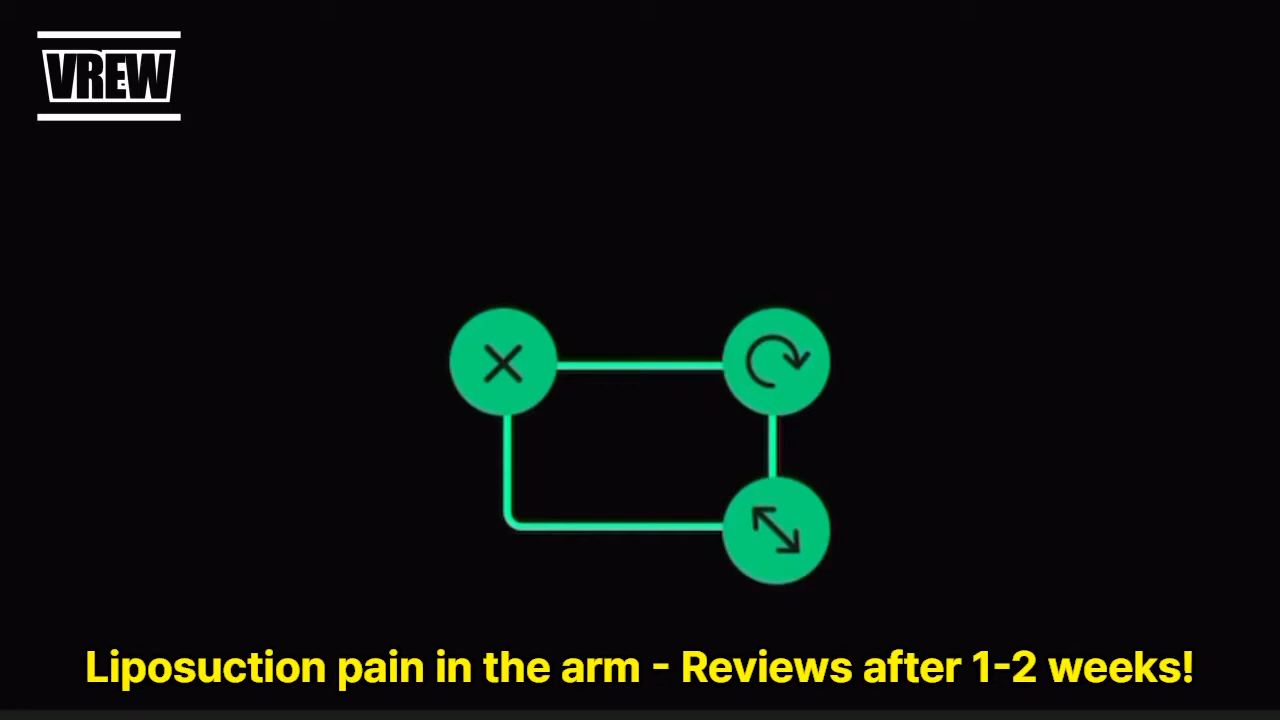 VREW
Liposuction pain in the arm - Reviews after 1-2 weeks!